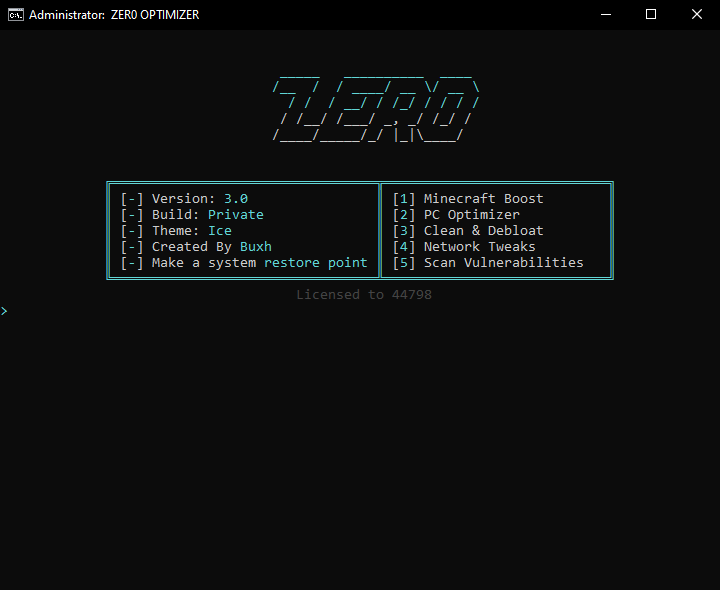 Administrator: ZER0 OPTIMIZER
ZERO
[-] Version: 3.0
[-] Build: Private
[-] Theme: Ice
[-] Created By Buxh
[-] Make a system restore point
[1] Minecraft Boost
[2] PC Optimizer
[3] Clean & Debloat
[4] Network Tweaks
[5] Scan Vulnerabilities
Licensed to 44798
>